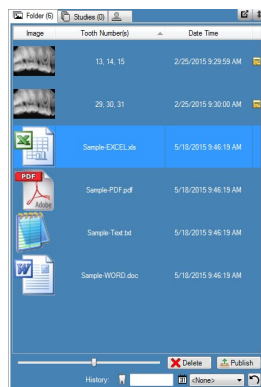 Folder (6) Studies (0)
Image Tooth Number(s) Date Time
13, 14, 15 2/25/2015 9:29:59 AM
29, 30, 31 2/25/2015 9:30:00 AM
Sample-EXCEL.xls 5/18/2015 9:46:19 AM
PDF
Adobe
Sample-PDF.pdf 5/18/2015 9:46:19 AM
Sample-Text.txt 5/18/2015 9:46:19 AM
W
Sample-WORD.doc 5/18/2015 9:46:19 AM
Delete Publish
History: <None>